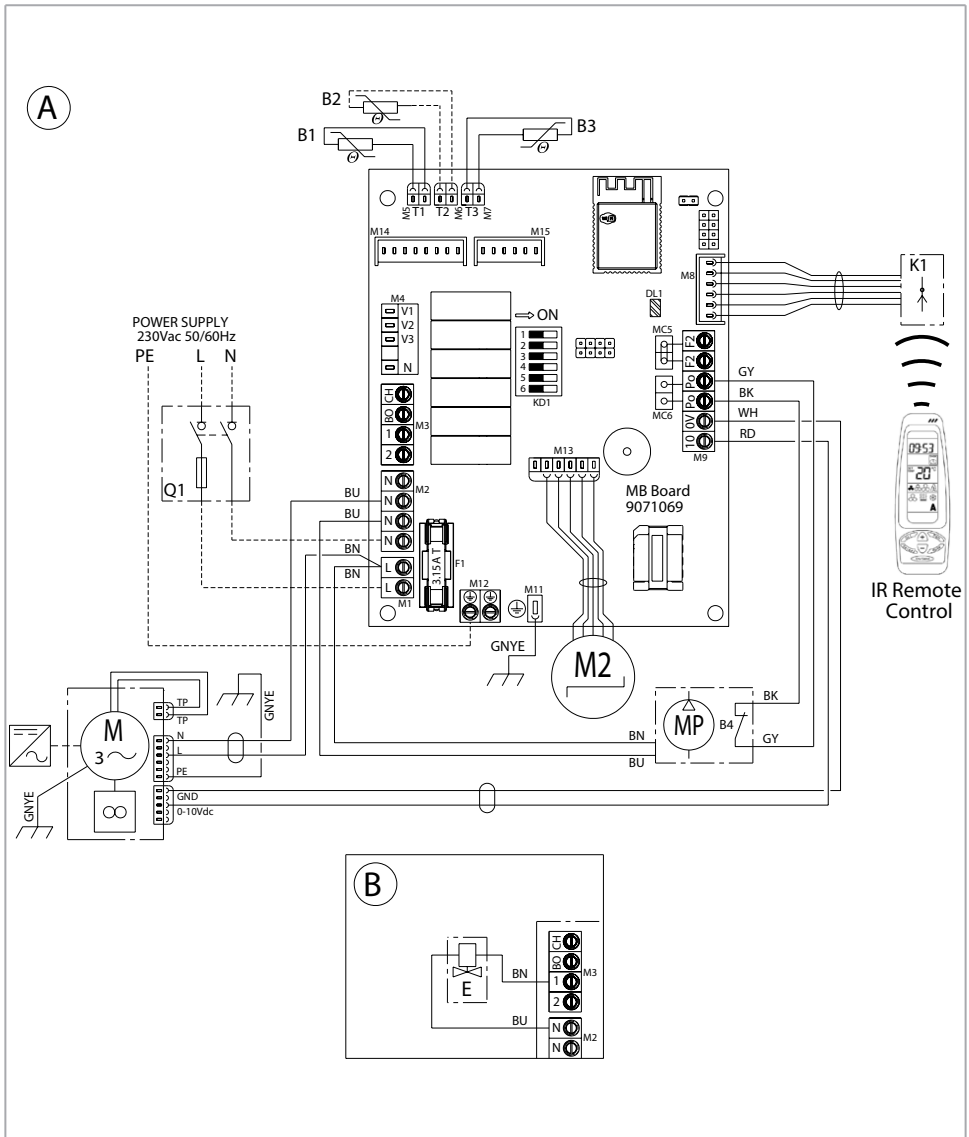 A
B2
B1
B3
M5
T1
T2
M6
T3
M7
M14
M15
M8
K1
DL1
ON
M4
V1
V2
V3
N
1
2
3
4
5
6
KD1
MC5
MC6
F2
F2
Po
Po
0V
10
M9
GY
BK
WH
RD
POWER SUPPLY
230Vac 50/60Hz
PE L N
Q1
CH
BO
1
2
M3
N
N
N
N
M2
L
L
M1
BU
BU
BN
BN
3.15 A T
F1
M13
MB Board
9071069
M12
M11
GNYE
M2
09:53
20
A
IR Remote
Control
MP
B4
BK
GY
BN
BU
TP
TP
M
3
N
L
PE
GND
0-10Vdc
GNYE
GNYE
B
E
BN
BU
CH
BO
1
2
M3
N
N
M2